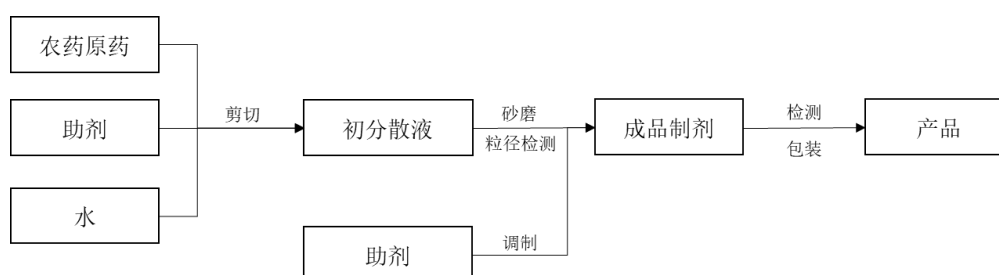 农药原药
助剂
水
剪切
初分散液
砂磨
粒径检测
助剂
调制
成品制剂
检测
包装
产品